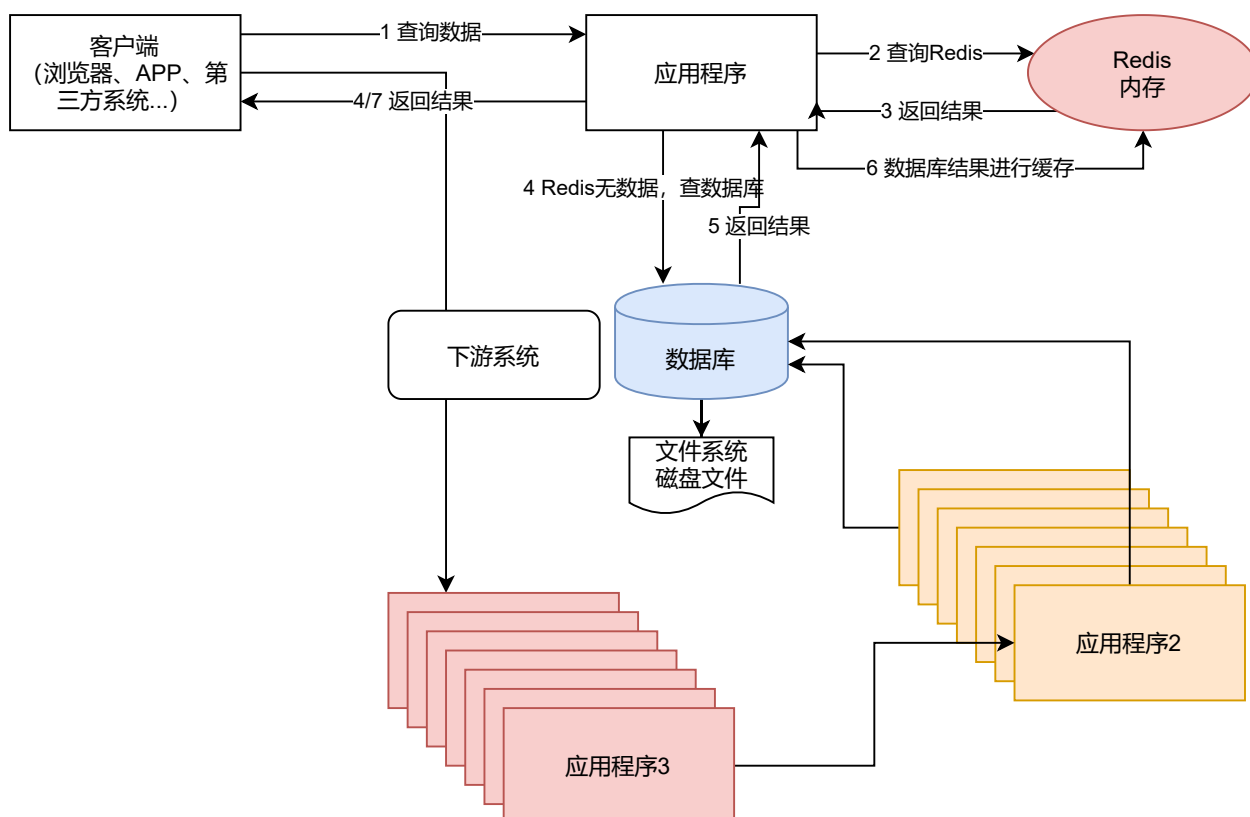 1 查询数据
客户端
（浏览器、APP、第
三方系统...）
应用程序
2 查询Redis
Redis
内存
4/7 返回结果
3 返回结果
6 数据库结果进行缓存
4 Redis无数据，查数据库
5 返回结果
下游系统
数据库
文件系统
磁盘文件
应用程序2
应用程序3